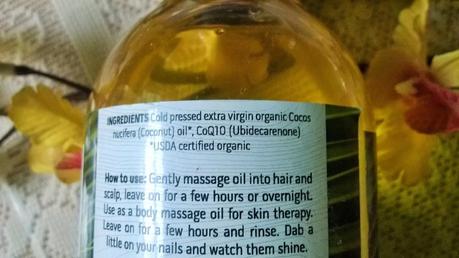 INGREDIENTS Cold pressed extra virgin organic Cocos
nucifera (Coconut) oil*, CoQ10 (Ubidecarenone)
*USDA certified organic
How to use: Gently massage oil into hair and
scalp, leave on for a few hours or overnight.
Use as a body massage oil for skin therapy.
Leave on for a few hours and rinse. Dab a
little on your nails and watch them shine.